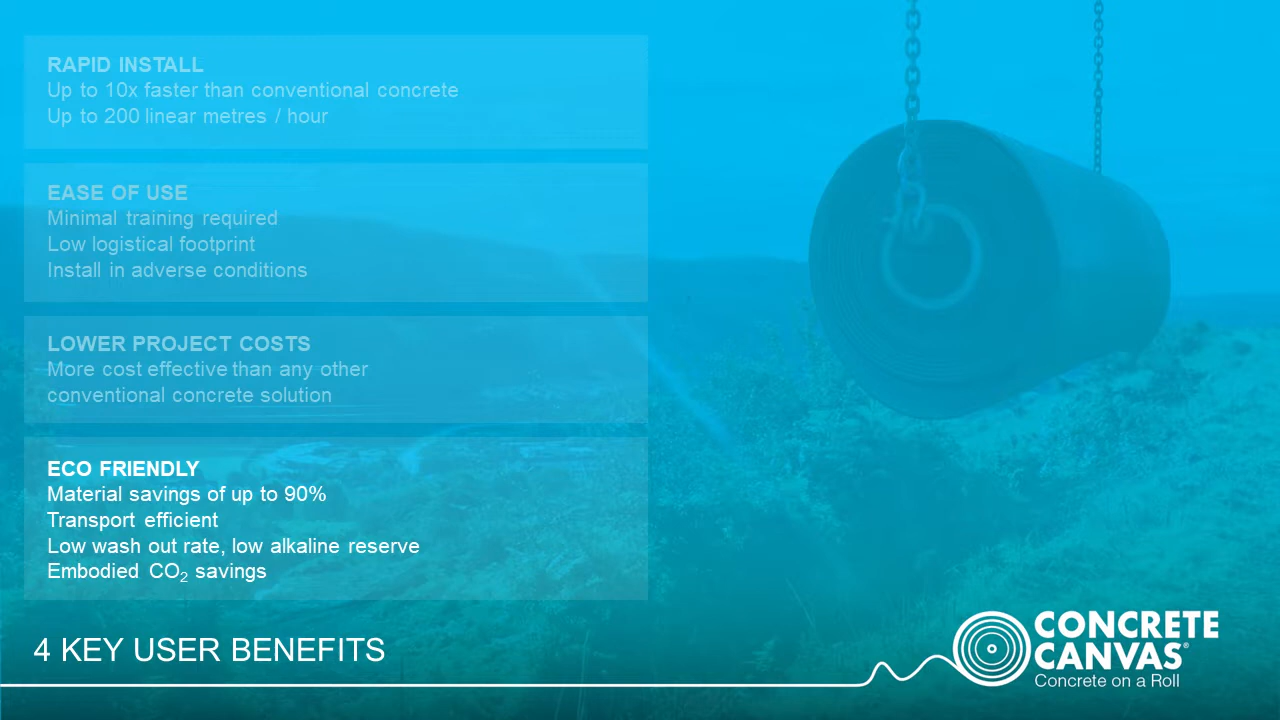 RAPID INSTALL
Up to 10x faster than conventional concrete
Up to 200 linear metres / hour
EASE OF USE
Minimal training required
Low logistical footprint
Install in adverse conditions
LOWER PROJECT COSTS
More cost effective than any other
conventional concrete solution
ECO FRIENDLY
Material savings of up to 90%
Transport efficient
Low wash out rate, low alkaline reserve
Embodied CO₂ savings
4 KEY USER BENEFITS
CONCRETE
CANVAS®
Concrete on a Roll